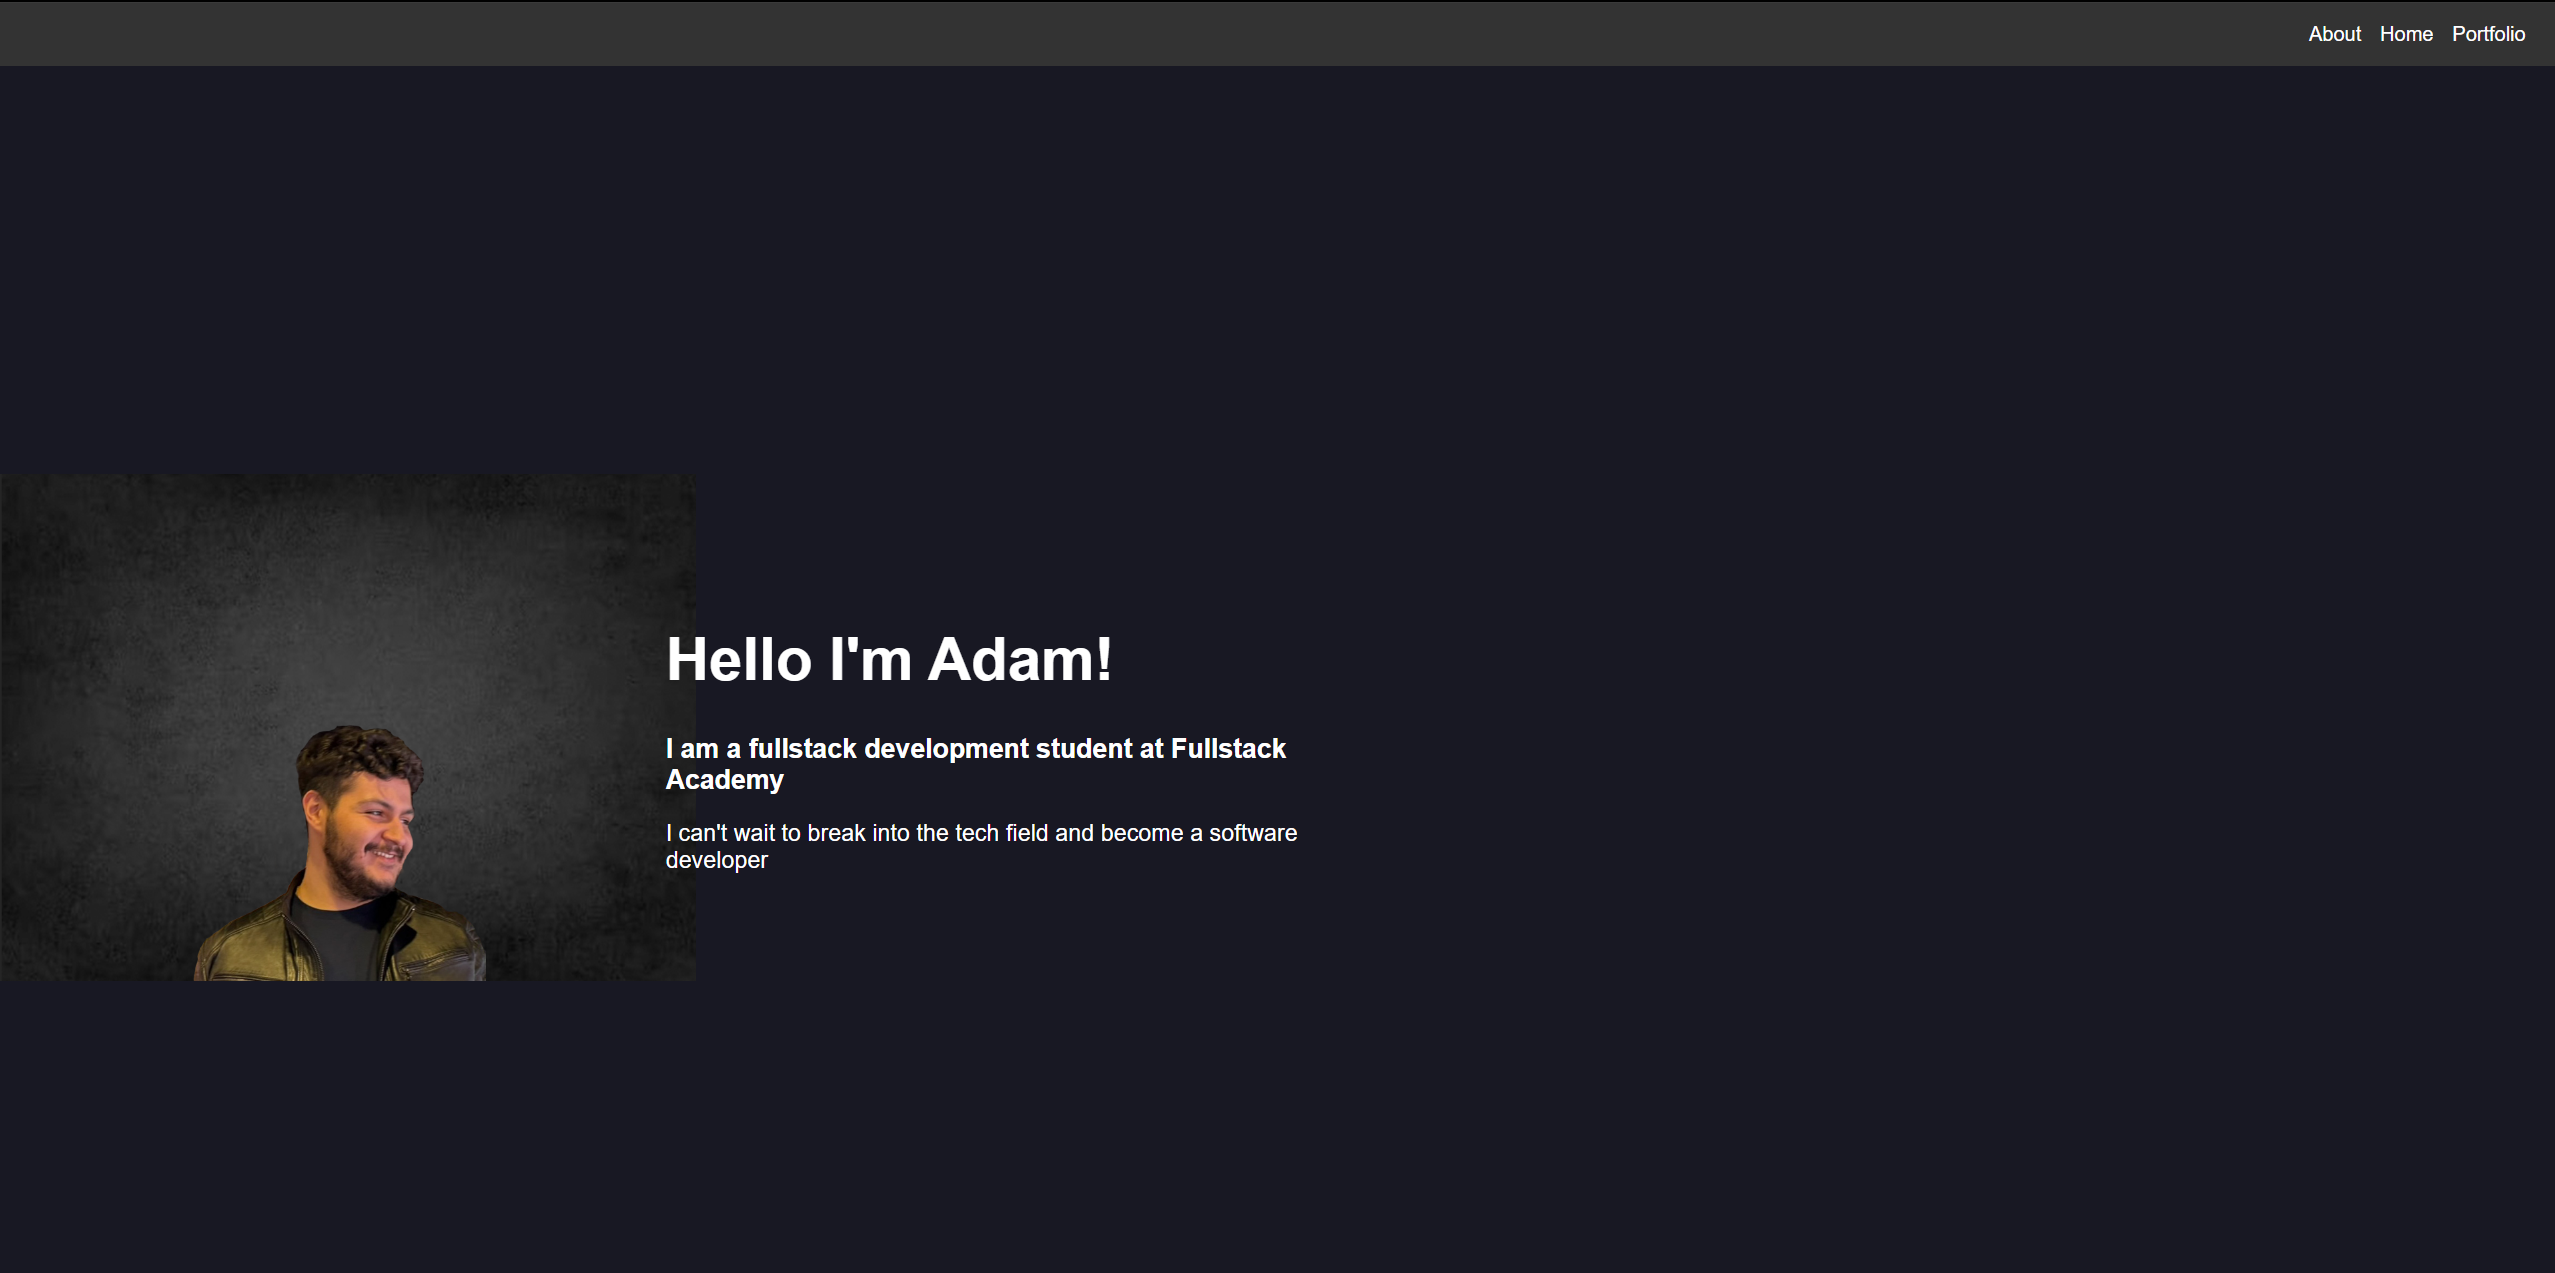 About Home Portfolio
Hello I'm Adam!
I am a fullstack development student at Fullstack
Academy
I can't wait to break into the tech field and become a software
developer